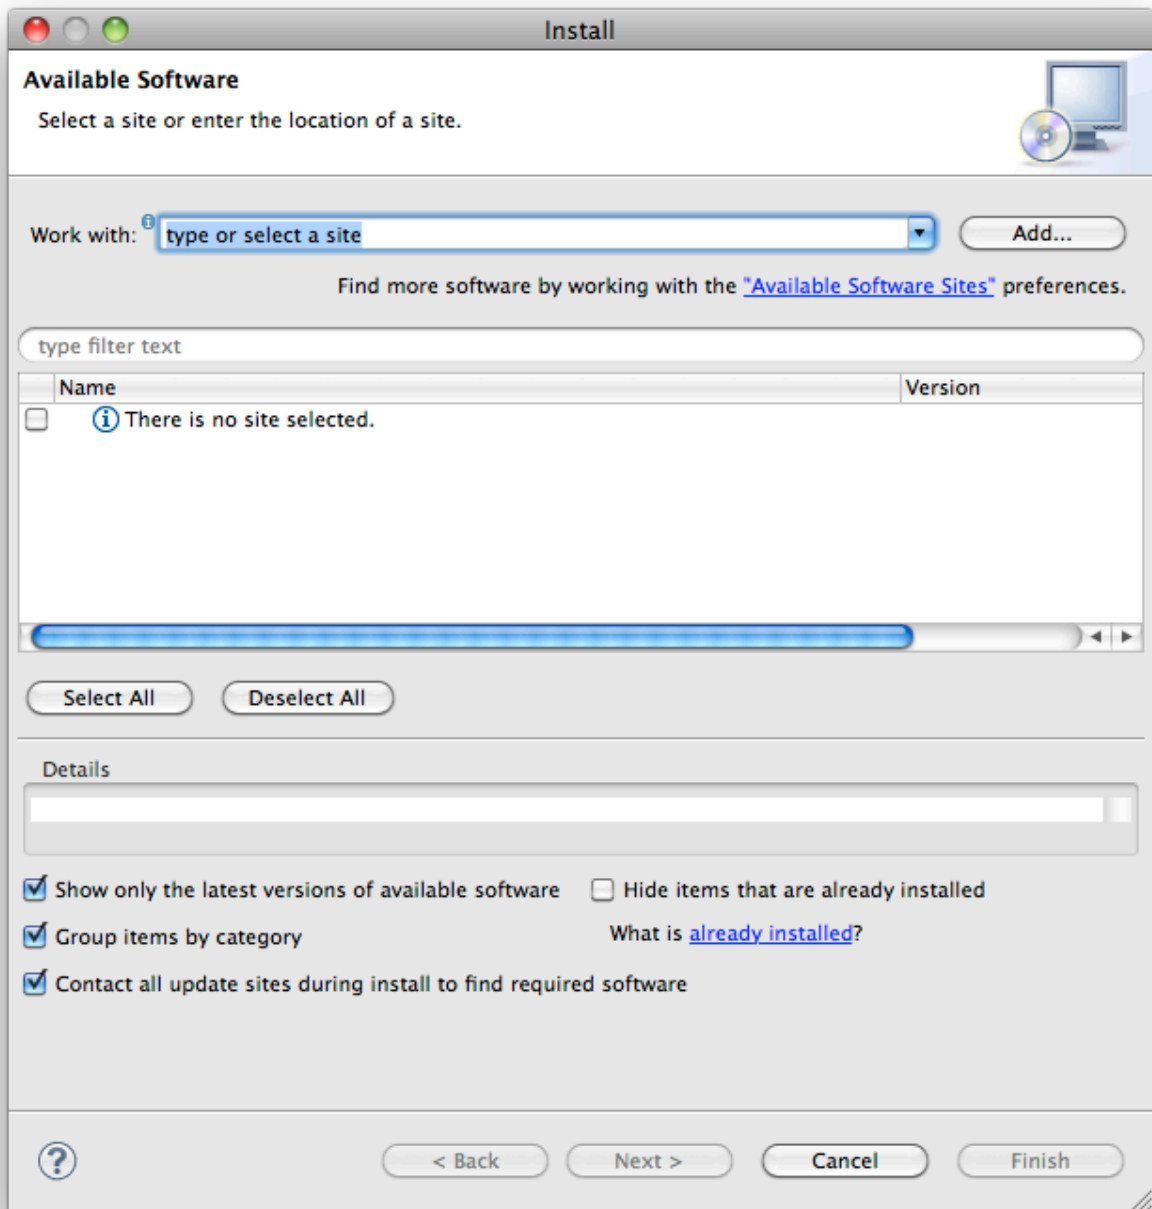 Install
Available Software
Select a site or enter the location of a site.
Work with: type or select a site Add...
Find more software by working with the "Available Software Sites" preferences.
type filter text
Name Version
There is no site selected.
Select All Deselect All
Details
Show only the latest versions of available software Hide items that are already installed
Group items by category What is already installed?
Contact all update sites during install to find required software
? < Back Next > Cancel Finish